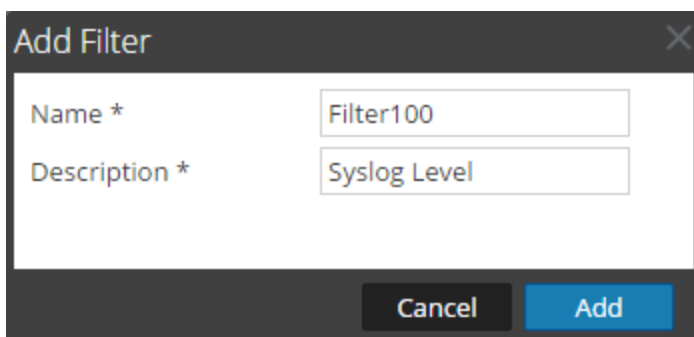 Add Filter
Name * Filter100
Description * Syslog Level
Cancel Add